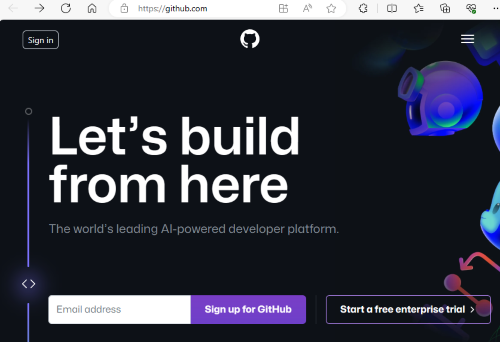 https://github.com
Sign in
Let's build
from here
The world's leading AI-powered developer platform.
Email address
Sign up for GitHub
Start a free enterprise trial